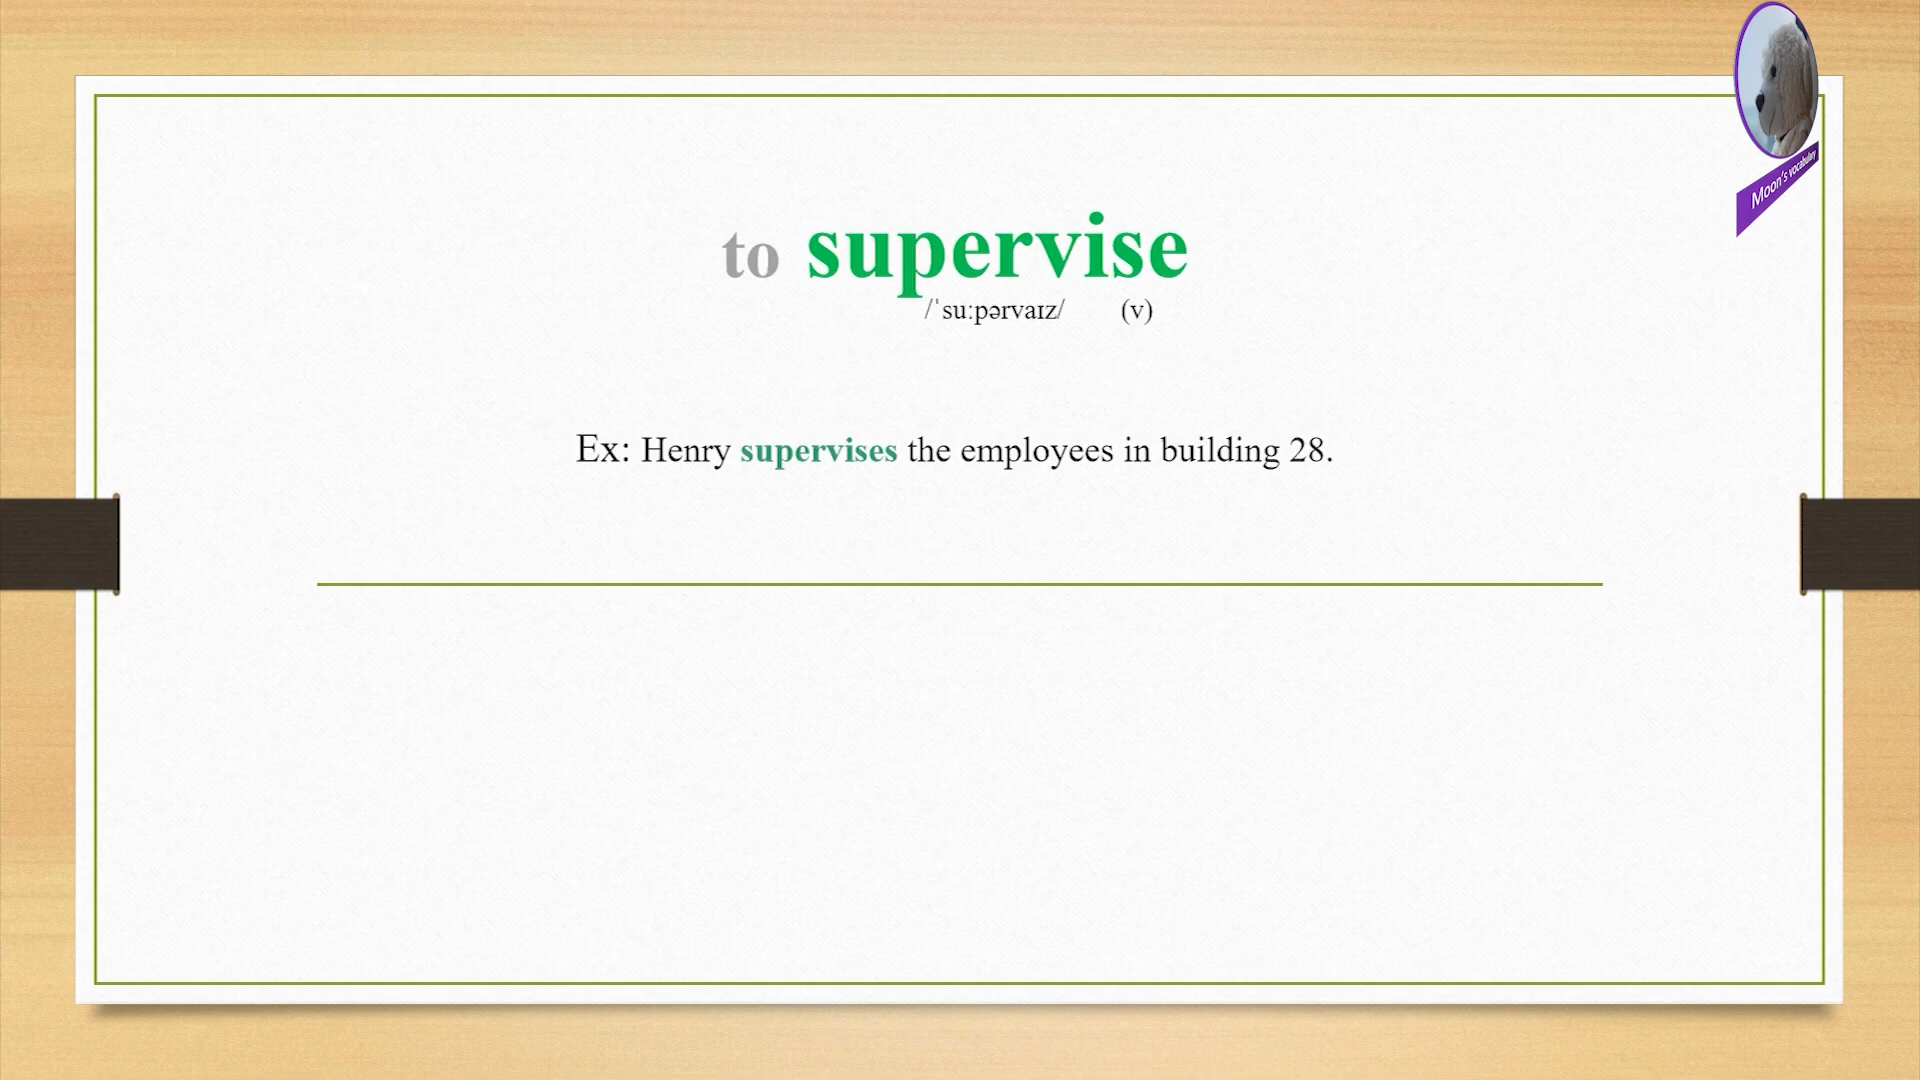 Moon's vocabulary
to supervise
/ˈsuːpərvaɪz/ (v)
Ex: Henry supervises the employees in building 28.